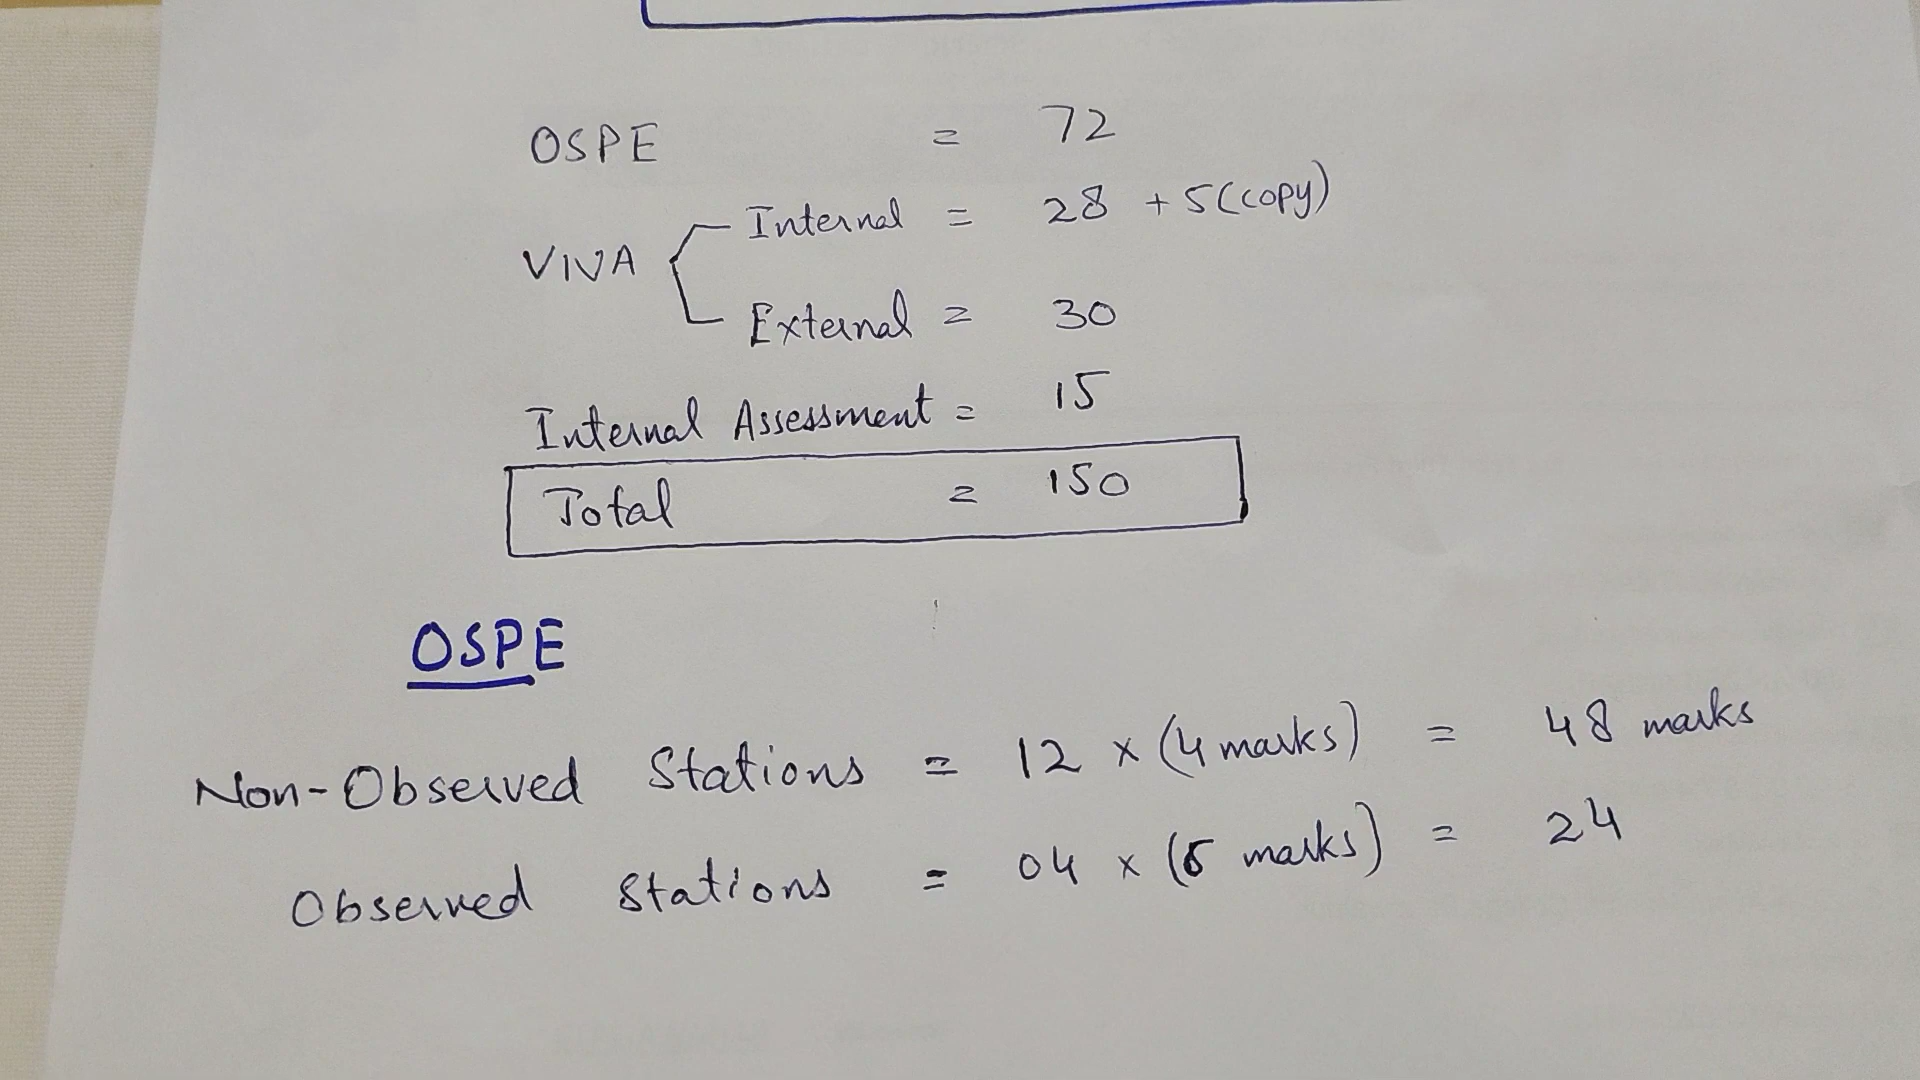 OSPE = 72
VIVA Internal = 28 + 5(copy)
External = 30
Internal Assessment = 15
Total = 150
OSPE
Non-Observed Stations = 12 x (4 marks) = 48 marks
Observed Stations = 04 x (6 marks) = 24